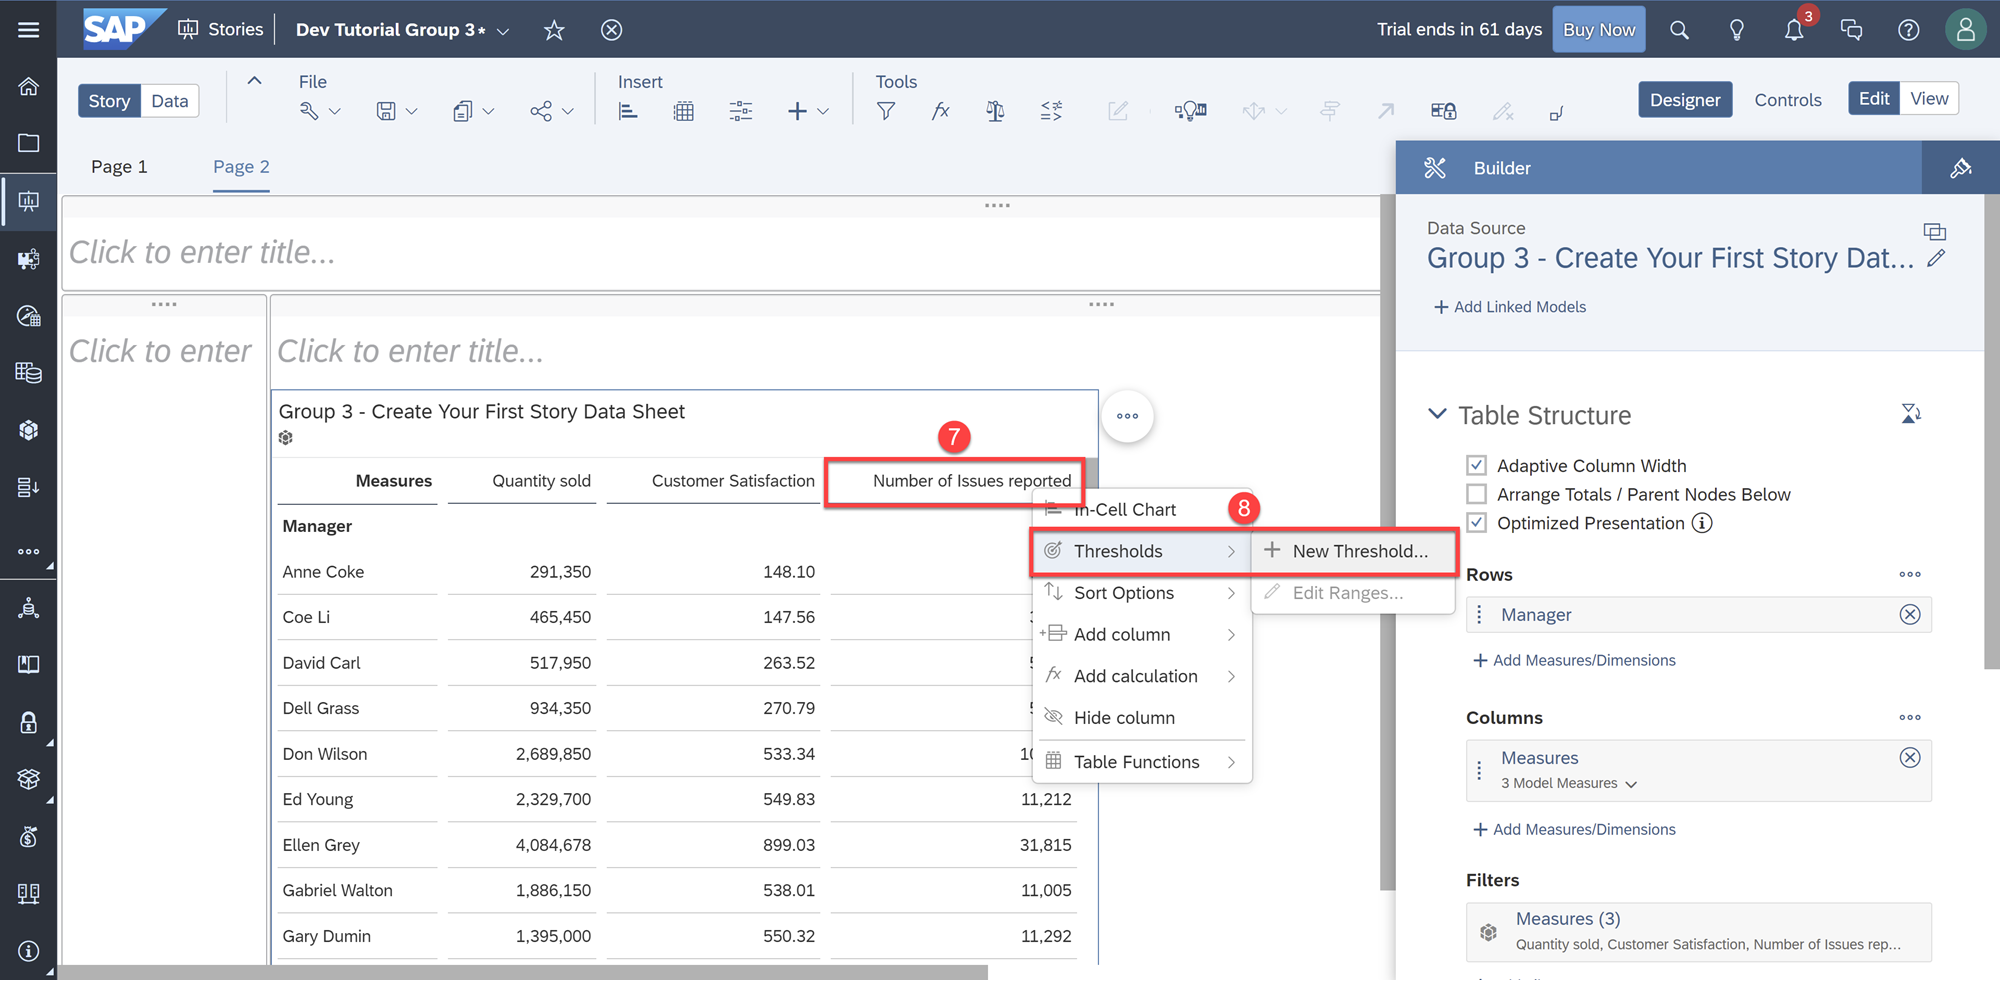 SAP
Stories
Dev Tutorial Group 3*
Trial ends in 61 days
Buy Now
3
Story
Data
File
Insert
Tools
Designer
Controls
Edit
View
Page 1
Page 2
Builder
Click to enter title...
Data Source
Group 3 - Create Your First Story Dat...
+ Add Linked Models
Click to enter
Click to enter title...
Group 3 - Create Your First Story Data Sheet
7
Measures
Quantity sold
Customer Satisfaction
Number of Issues reported
Manager
Anne Coke 291,350 148.10
Coe Li 465,450 147.56
David Carl 517,950 263.52
Dell Grass 934,350 270.79
Don Wilson 2,689,850 533.34
Ed Young 2,329,700 549.83 11,212
Ellen Grey 4,084,678 899.03 31,815
Gabriel Walton 1,886,150 538.01 11,005
Gary Dumin 1,395,000 550.32 11,292
In-Cell Chart
8
Thresholds
+ New Threshold...
Sort Options
Edit Ranges...
Add column
Add calculation
Hide column
Table Functions
Table Structure
Adaptive Column Width
Arrange Totals / Parent Nodes Below
Optimized Presentation
Rows
Manager
+ Add Measures/Dimensions
Columns
Measures
3 Model Measures
+ Add Measures/Dimensions
Filters
Measures (3)
Quantity sold, Customer Satisfaction, Number of Issues rep...